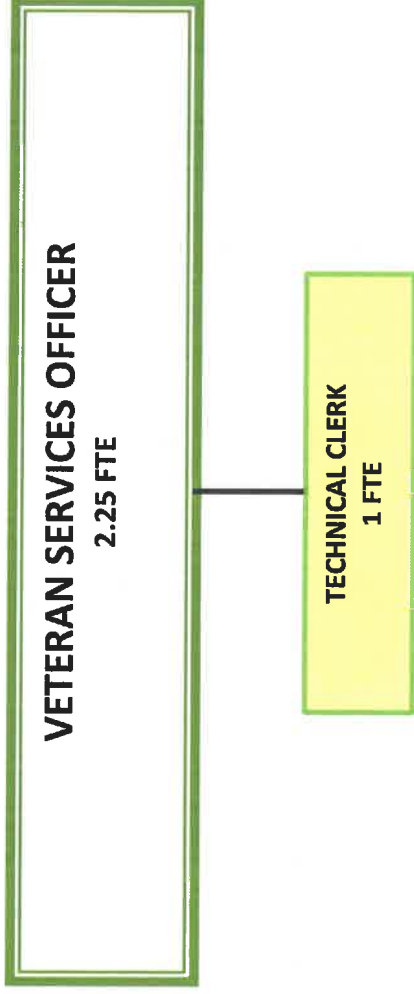 VETERAN SERVICES OFFICER
2.25 FTE
TECHNICAL CLERK
1 FTE